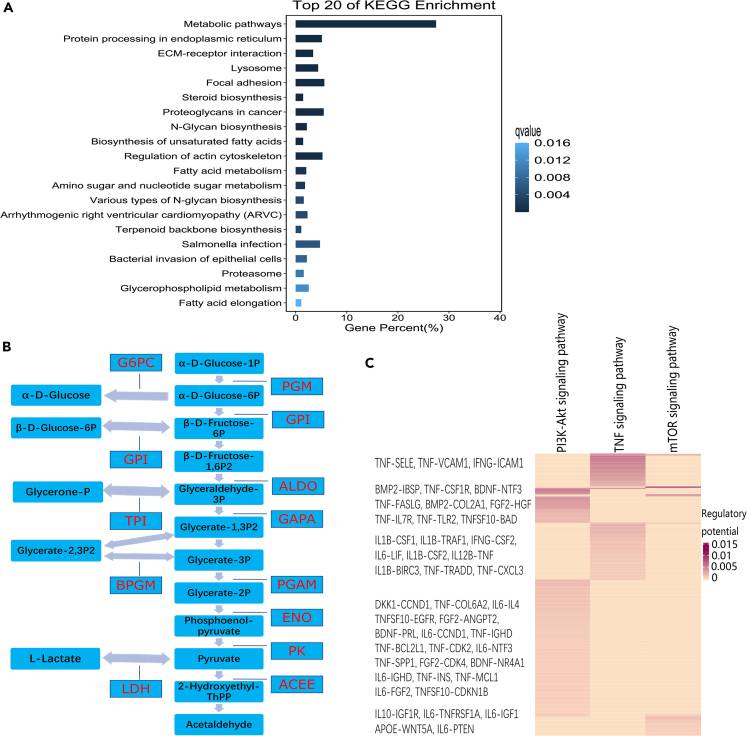 A
Top 20 of KEGG Enrichment
Metabolic pathways
Protein processing in endoplasmic reticulum
ECM-receptor interaction
Lysosome
Focal adhesion
Steroid biosynthesis
Proteoglycans in cancer
N-Glycan biosynthesis
Biosynthesis of unsaturated fatty acids
Regulation of actin cytoskeleton
Fatty acid metabolism
Amino sugar and nucleotide sugar metabolism
Various types of N-glycan biosynthesis
Arrhythmogenic right ventricular cardiomyopathy (ARVC)
Terpenoid backbone biosynthesis
Salmonella infection
Bacterial invasion of epithelial cells
Proteasome
Glycerophospholipid metabolism
Fatty acid elongation
0 10 20 30 40
Gene Percent(%)
qvalue
0.016
0.012
0.008
0.004
B
G6PC
α-D-Glucose-1P
PGM
α-D-Glucose
α-D-Glucose-6P
GPI
β-D-Glucose-6P
β-D-Fructose-
6P
GPI
β-D-Fructose-
1,6P2
ALDO
Glycerone-P
Glyceraldehyde-
3P
TPI
GAPA
Glycerate-1,3P2
Glycerate-2,3P2
Glycerate-3P
BPGM
PGAM
Glycerate-2P
ENO
Phosphoenol-
pyruvate
PK
L-Lactate
Pyruvate
LDH
ACEE
2-Hydroxyethyl-
ThPP
Acetaldehyde
C
PI3K-Akt signaling pathway
TNF signaling pathway
mTOR signaling pathway
TNF-SELE, TNF-VCAM1, IFNG-ICAM1
BMP2-IBSP, TNF-CSF1R, BDNF-NTF3
TNF-FASLG, BMP2-COL2A1, FGF2-HGF
TNF-IL7R, TNF-TLR2, TNFSF10-BAD
IL1B-CSF1, IL1B-TRAF1, IFNG-CSF2,
IL6-LIF, IL1B-CSF2, IL12B-TNF
IL1B-BIRC3, TNF-TRADD, TNF-CXCL3
DKK1-CCND1, TNF-COL6A2, IL6-IL4
TNFSF10-EGFR, FGF2-ANGPT2,
BDNF-PRL, IL6-CCND1, TNF-IGHD
TNF-BCL2L1, TNF-CDK2, IL6-NTF3
TNF-SPP1, FGF2-CDK4, BDNF-NR4A1
IL6-IGHD, TNF-INS, TNF-MCL1
IL6-FGF2, TNFSF10-CDKN1B
IL10-IGF1R, IL6-TNFRSF1A, IL6-IGF1
APOE-WNT5A, IL6-PTEN
Regulatory
potential
0.015
0.01
0.005
0